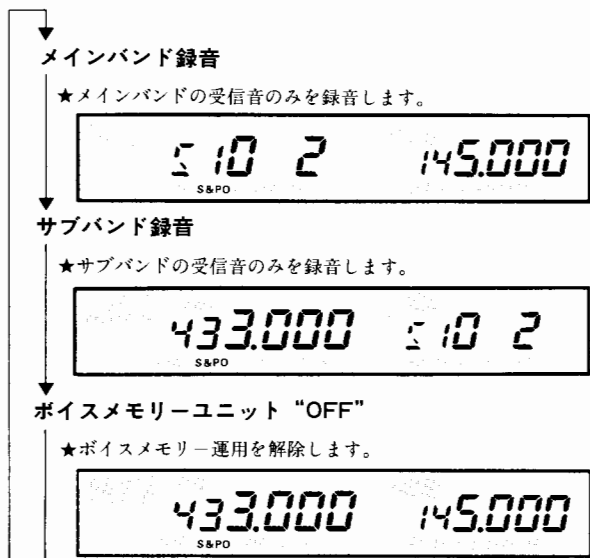 メインバンド録音
★メインバンドの受信音のみを録音します。
10 2 145.000
S&PO
サブバンド録音
★サブバンドの受信音のみを録音します。
433.000 10 2
S&PO
ボイスメモリーユニット “OFF”
★ボイスメモリー運用を解除します。
433.000 145.000
S&PO